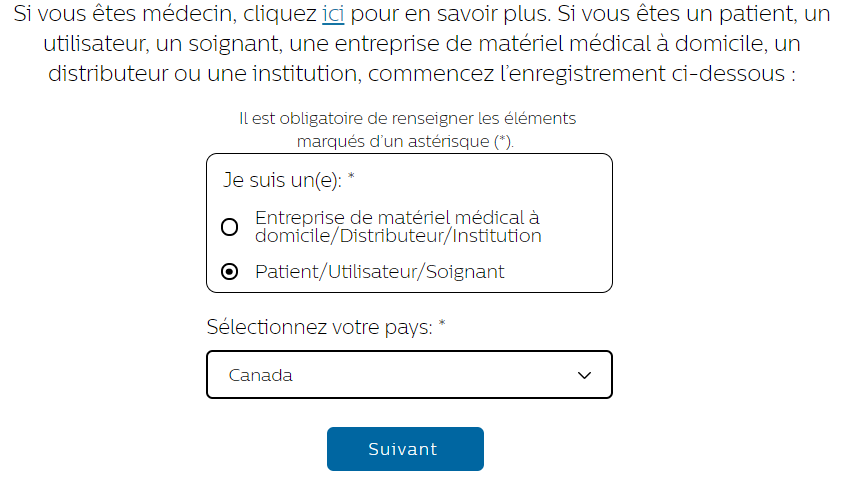 Si vous êtes médecin, cliquez ici pour en savoir plus. Si vous êtes un patient, un
utilisateur, un soignant, une entreprise de matériel médical à domicile, un
distributeur ou une institution, commencez l'enregistrement ci-dessous :
Il est obligatoire de renseigner les éléments
marqués d'un astérisque (*).
Je suis un(e): *
Entreprise de matériel médical à
domicile/Distributeur/Institution
Patient/Utilisateur/Soignant
Sélectionnez votre pays: *
Canada
Suivant